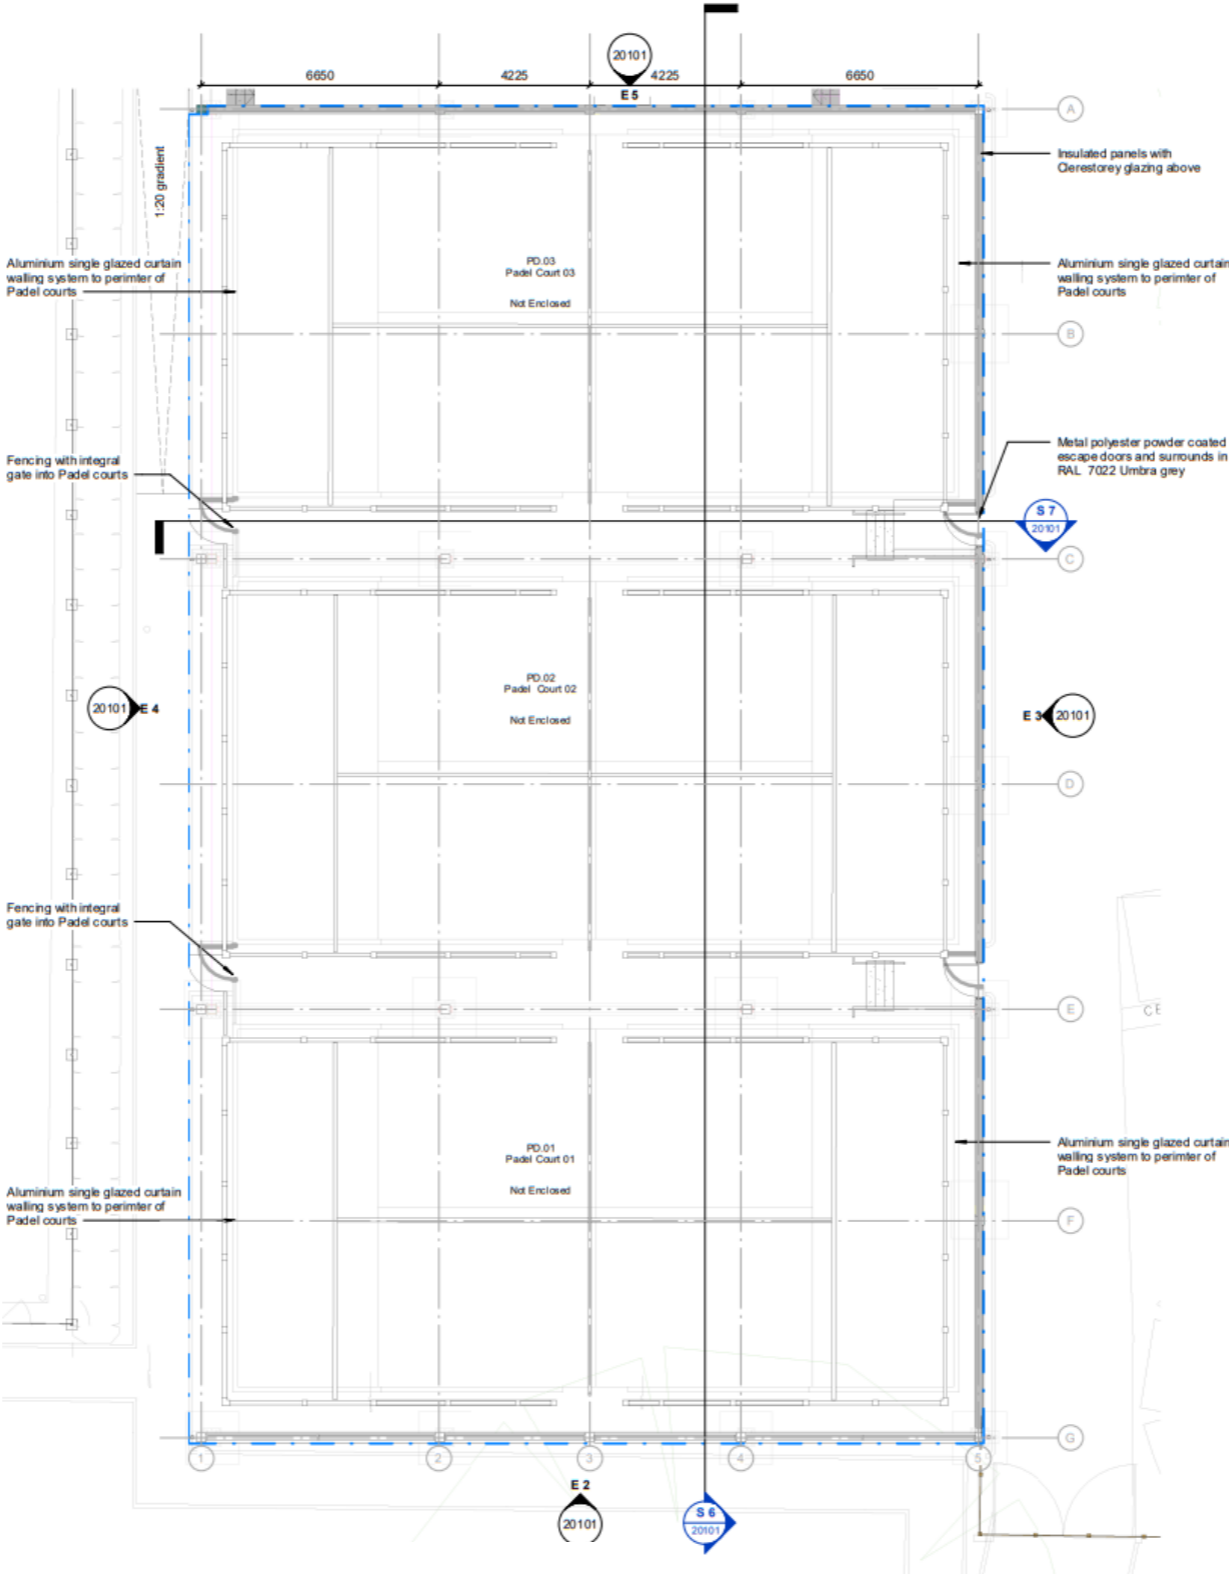 20101
6650
4225
4225
6650
E 5
A
Insulated panels with
Clerestorey glazing above
1:20 gradient
Aluminium single glazed curtain
walling system to perimter of
Padel courts
PD.03
Padel Court 03
Not Enclosed
Aluminium single glazed curtain
walling system to perimter of
Padel courts
B
Metal polyester powder coated
escape doors and surrounds in
RAL 7022 Umbra grey
Fencing with integral
gate into Padel courts
S 7
20101
C
PD.02
Padel Court 02
Not Enclosed
20101
E 4
E 3
20101
D
Fencing with integral
gate into Padel courts
E
CE
PD.01
Padel Court 01
Not Enclosed
Aluminium single glazed curtain
walling system to perimter of
Padel courts
Aluminium single glazed curtain
walling system to perimter of
Padel courts
F
G
1
2
3
4
5
E 2
20101
S 6
20101